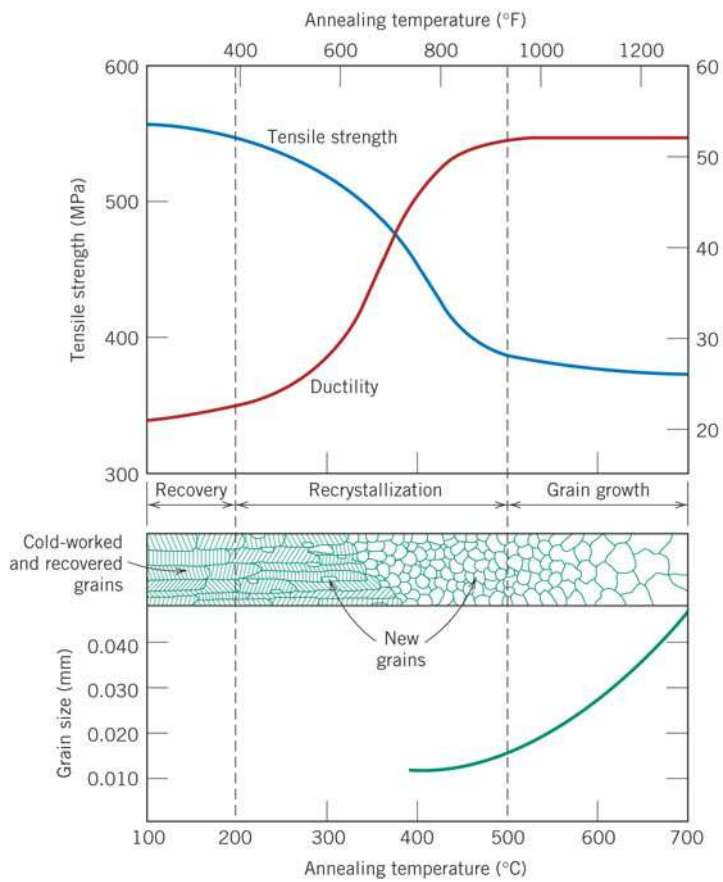 Annealing temperature (°F)
400 600 800 1000 1200
600
500
400
300
Tensile strength (MPa)
60
50
40
30
20
Tensile strength
Ductility
Recovery
Recrystallization
Grain growth
Cold-worked
and recovered
grains
New
grains
0.040
0.030
0.020
0.010
Grain size (mm)
100 200 300 400 500 600 700
Annealing temperature (°C)